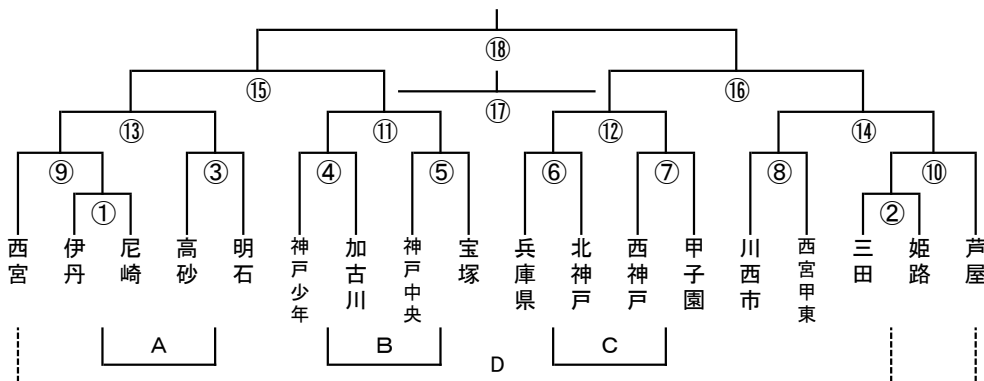 ⑱
⑮
⑯
⑰
⑬
⑪
⑫
⑭
⑨
③
④
⑤
⑥
⑦
⑧
⑩
①
②
西宮
伊丹
尼崎
高砂
明石
神戸少年
加古川
神戸中央
宝塚
兵庫県
北神戸
西神戸
甲子園
川西市
西宮甲東
三田
姫路
芦屋
A
B
C
D